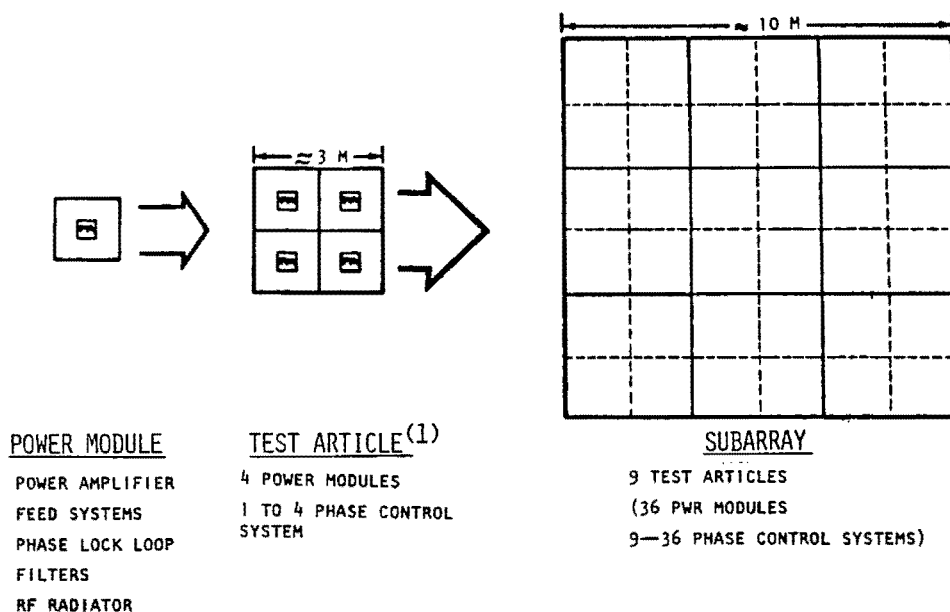 ≈ 10 M
≈ 3 M
POWER MODULE
POWER AMPLIFIER
FEED SYSTEMS
PHASE LOCK LOOP
FILTERS
RF RADIATOR
TEST ARTICLE(1)
4 POWER MODULES
1 TO 4 PHASE CONTROL
SYSTEM
SUBARRAY
9 TEST ARTICLES
(36 PWR MODULES
9—36 PHASE CONTROL SYSTEMS)